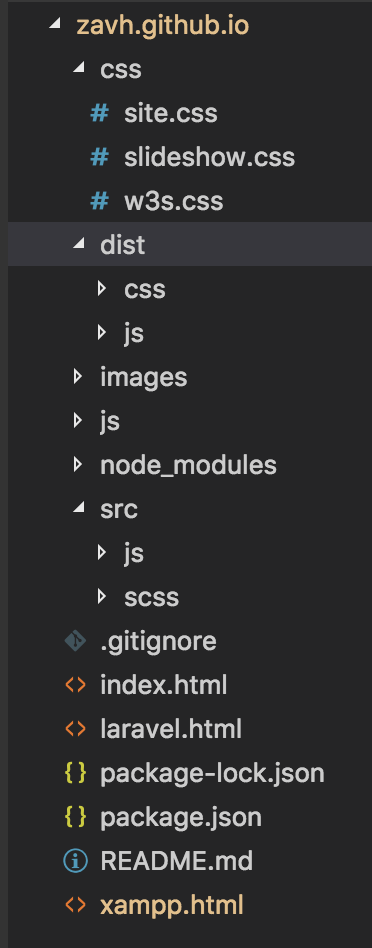 zavh.github.io
css
# site.css
# slideshow.css
# w3s.css
dist
css
js
images
js
node_modules
src
js
scss
.gitignore
<> index.html
<> laravel.html
{} package-lock.json
{} package.json
README.md
<> xampp.html